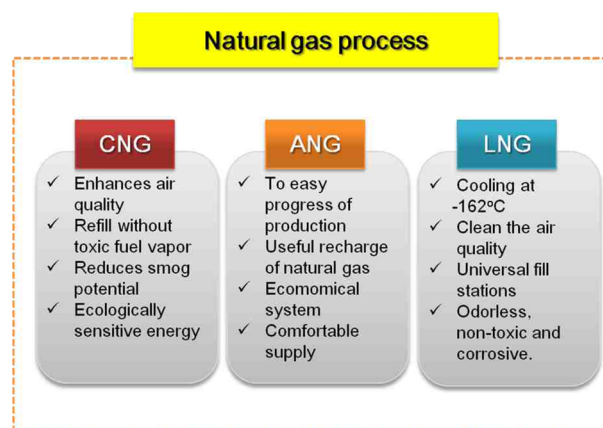 Natural gas process
CNG
✓ Enhances air
quality
✓ Refill without
toxic fuel vapor
✓ Reduces smog
potential
✓ Ecologically
sensitive energy
ANG
✓ To easy
progress of
production
✓ Useful recharge
of natural gas
✓ Ecomomical
system
✓ Comfortable
supply
LNG
✓ Cooling at
-162ºC
✓ Clean the air
quality
✓ Universal fill
stations
✓ Odorless,
non-toxic and
corrosive.